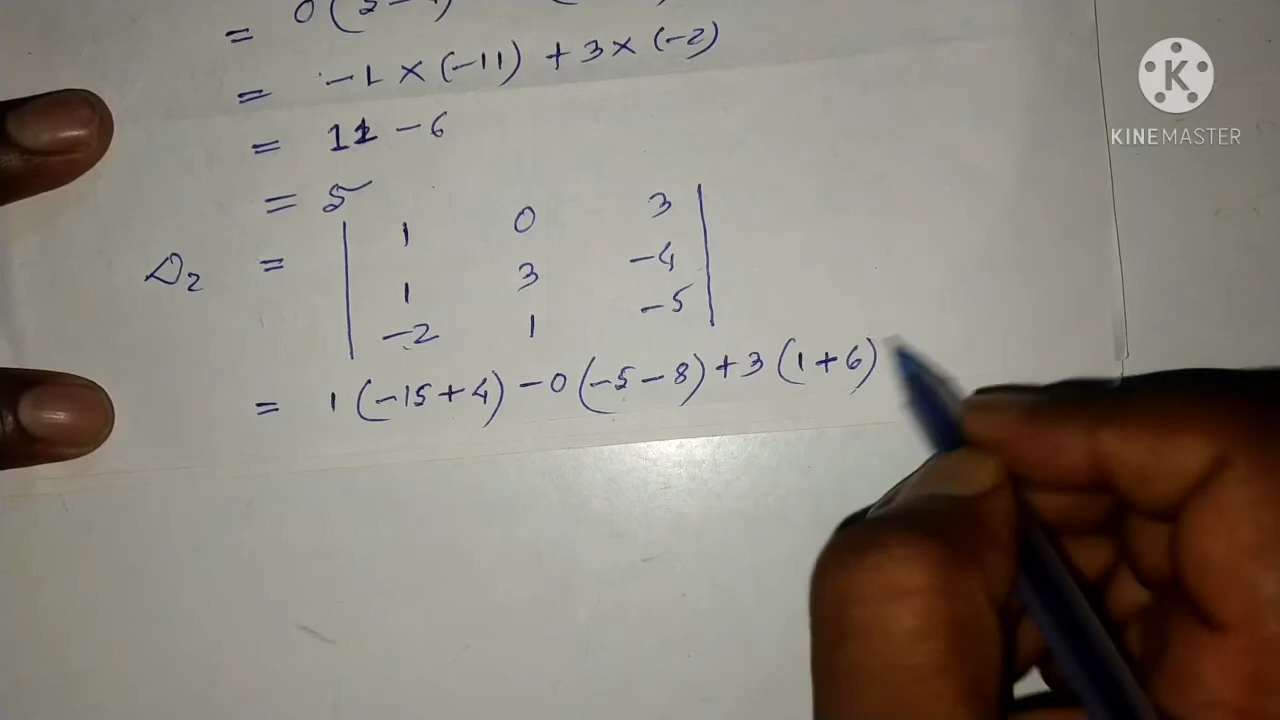 = 0 (
= -1 × (-11) + 3 × (-2)
= 11 - 6
= 5
D₂ = | 1 0 3 |
| 1 3 -4 |
| -2 1 -5 |
= 1 (-15+4) - 0 (-5-8) + 3 (1+6)
K
KINEMASTER